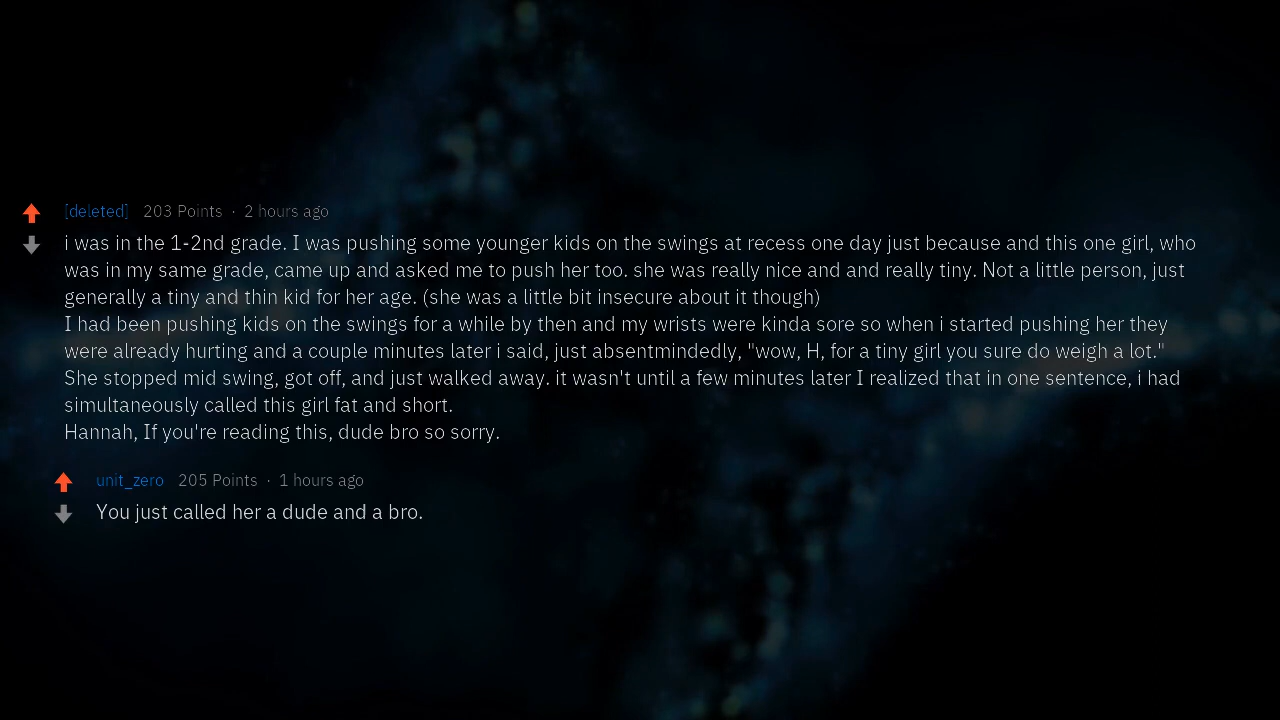 [deleted] 203 Points · 2 hours ago
i was in the 1-2nd grade. I was pushing some younger kids on the swings at recess one day just because and this one girl, who
was in my same grade, came up and asked me to push her too. she was really nice and and really tiny. Not a little person, just
generally a tiny and thin kid for her age. (she was a little bit insecure about it though)
I had been pushing kids on the swings for a while by then and my wrists were kinda sore so when i started pushing her they
were already hurting and a couple minutes later i said, just absentmindedly, "wow, H, for a tiny girl you sure do weigh a lot."
She stopped mid swing, got off, and just walked away. it wasn't until a few minutes later I realized that in one sentence, i had
simultaneously called this girl fat and short.
Hannah, If you're reading this, dude bro so sorry.
unit_zero 205 Points · 1 hours ago
You just called her a dude and a bro.